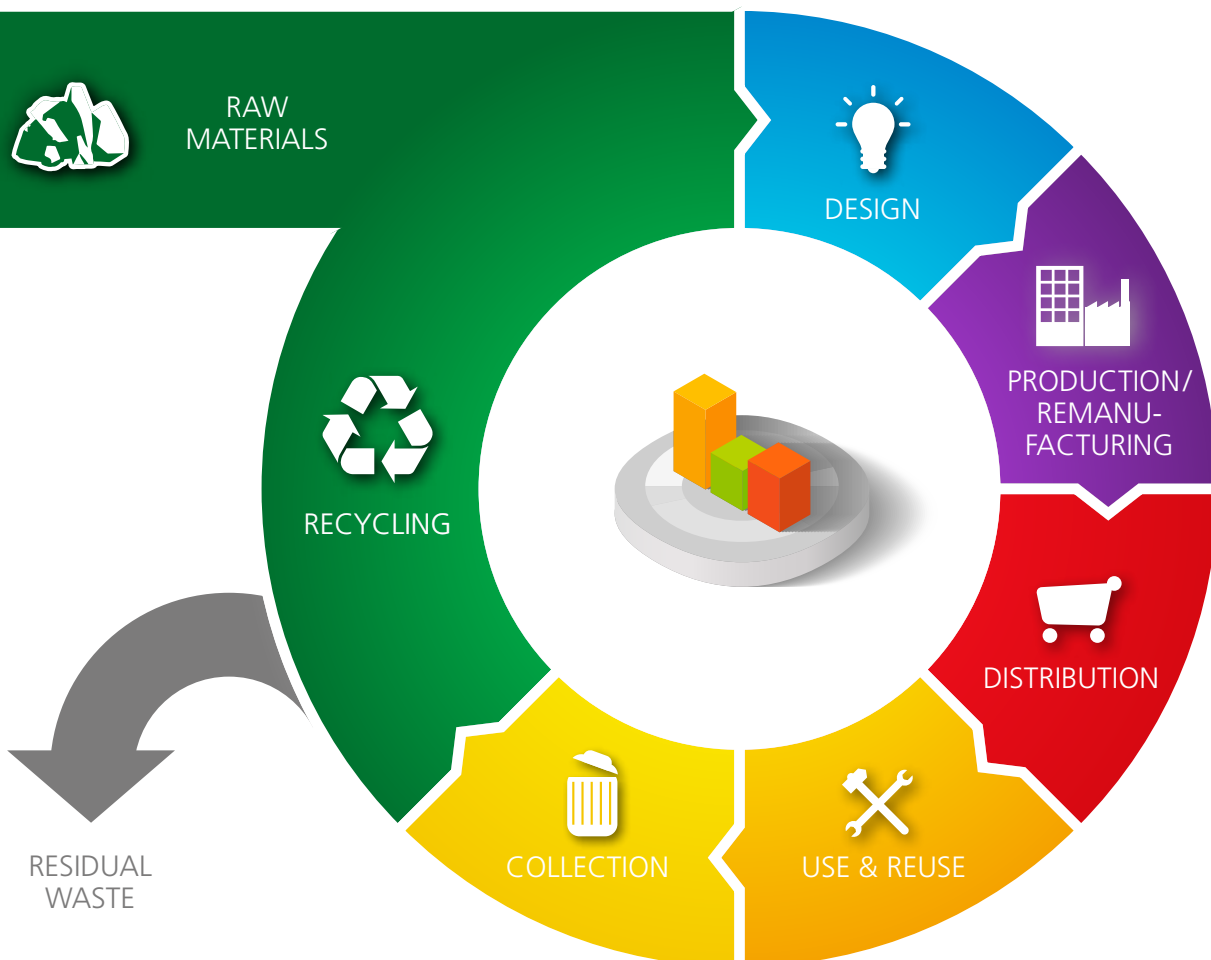 RAW
MATERIALS
DESIGN
PRODUCTION/
REMANU-
FACTURING
DISTRIBUTION
USE & REUSE
COLLECTION
RECYCLING
RESIDUAL
WASTE